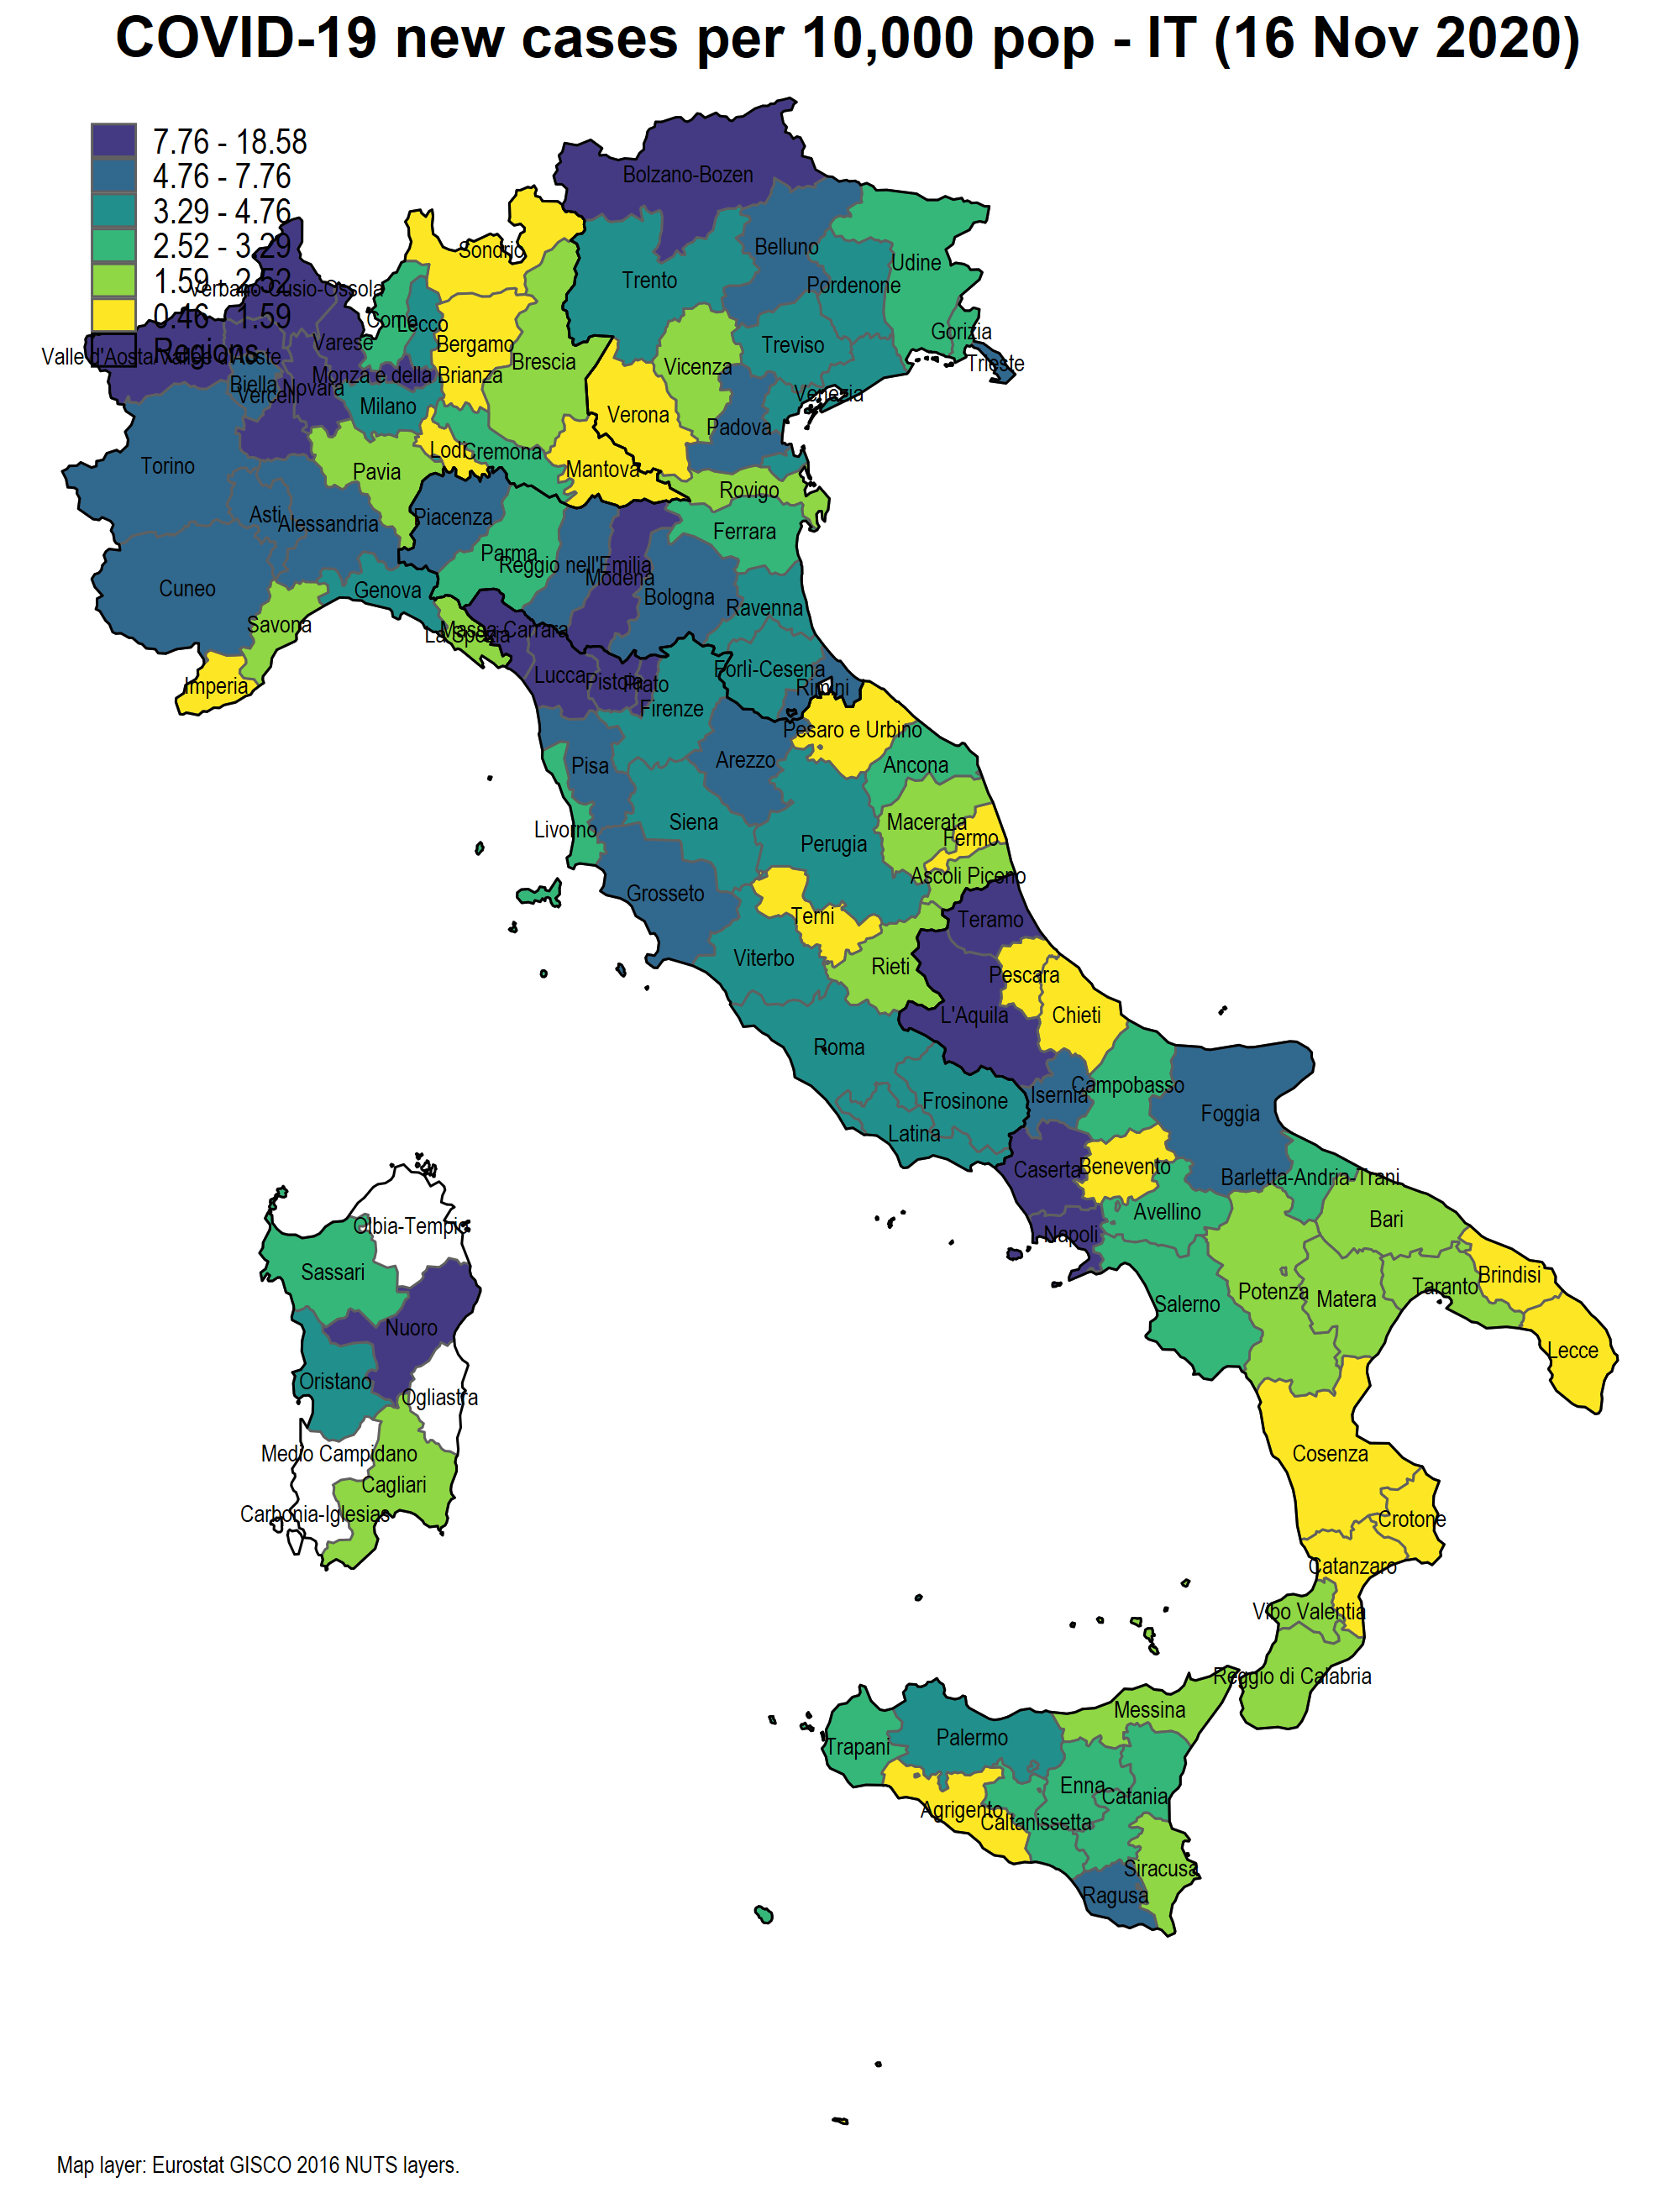 COVID-19 new cases per 10,000 pop - IT (16 Nov 2020)
7.76 - 18.58
4.76 - 7.76
3.29 - 4.76
2.52 - 3.29
1.59 - 2.52
0.46 - 1.59
Regions
Bolzano-Bozen
Sondrio
Belluno
Udine
Trento
Pordenone
Verbano-Cusio-Ossola
Como
Lecco
Gorizia
Varese
Bergamo
Treviso
Valle d'Aosta/Vallée d'Aoste
Brescia
Vicenza
Trieste
Monza e della Brianza
Biella
Novara
Vercelli
Venezia
Milano
Verona
Padova
Lodi
Cremona
Torino
Pavia
Mantova
Rovigo
Asti
Alessandria
Piacenza
Ferrara
Parma
Reggio nell'Emilia
Modena
Cuneo
Genova
Bologna
Ravenna
Savona
La Spezia
Massa-Carrara
Imperia
Lucca
Pistoia
Prato
Forlì-Cesena
Rimini
Firenze
Pesaro e Urbino
Pisa
Arezzo
Ancona
Livorno
Siena
Macerata
Fermo
Perugia
Ascoli Piceno
Grosseto
Terni
Teramo
Viterbo
Rieti
Pescara
L'Aquila
Chieti
Roma
Campobasso
Isernia
Frosinone
Foggia
Latina
Caserta
Benevento
Barletta-Andria-Trani
Avellino
Bari
Olbia-Tempio
Napoli
Sassari
Brindisi
Potenza
Matera
Taranto
Salerno
Nuoro
Lecce
Oristano
Ogliastra
Medio Campidano
Cosenza
Cagliari
Carbonia-Iglesias
Crotone
Catanzaro
Vibo Valentia
Reggio di Calabria
Messina
Palermo
Trapani
Enna
Catania
Agrigento
Caltanissetta
Siracusa
Ragusa
Map layer: Eurostat GISCO 2016 NUTS layers.